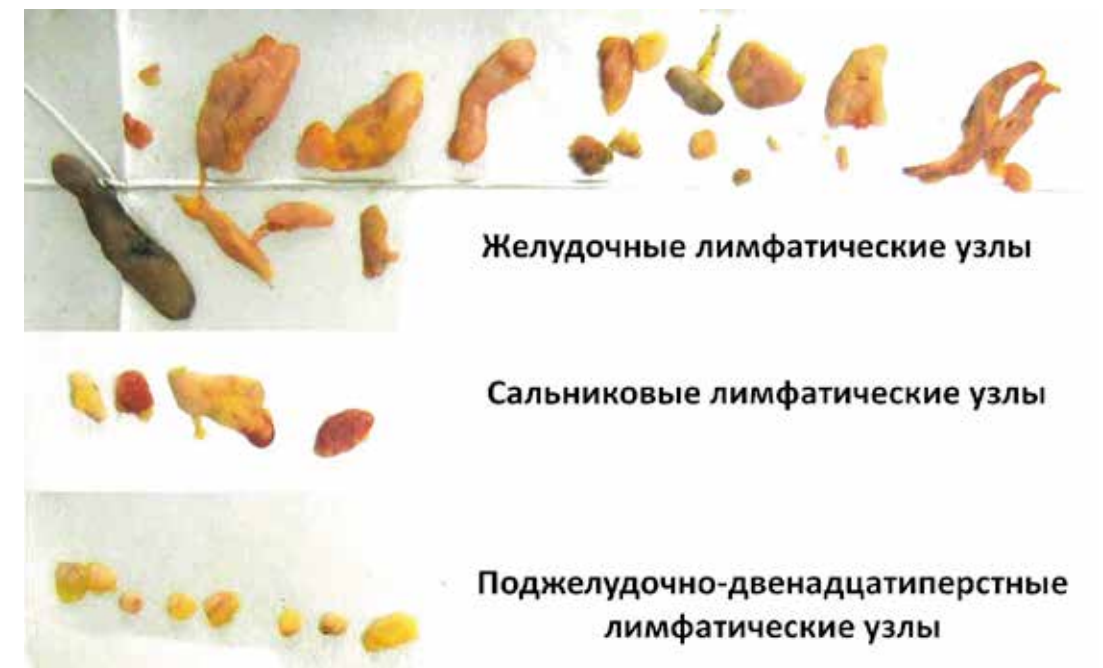 Желудочные лимфатические узлы
Сальниковые лимфатические узлы
Поджелудочно-двенадцатиперстные
лимфатические узлы